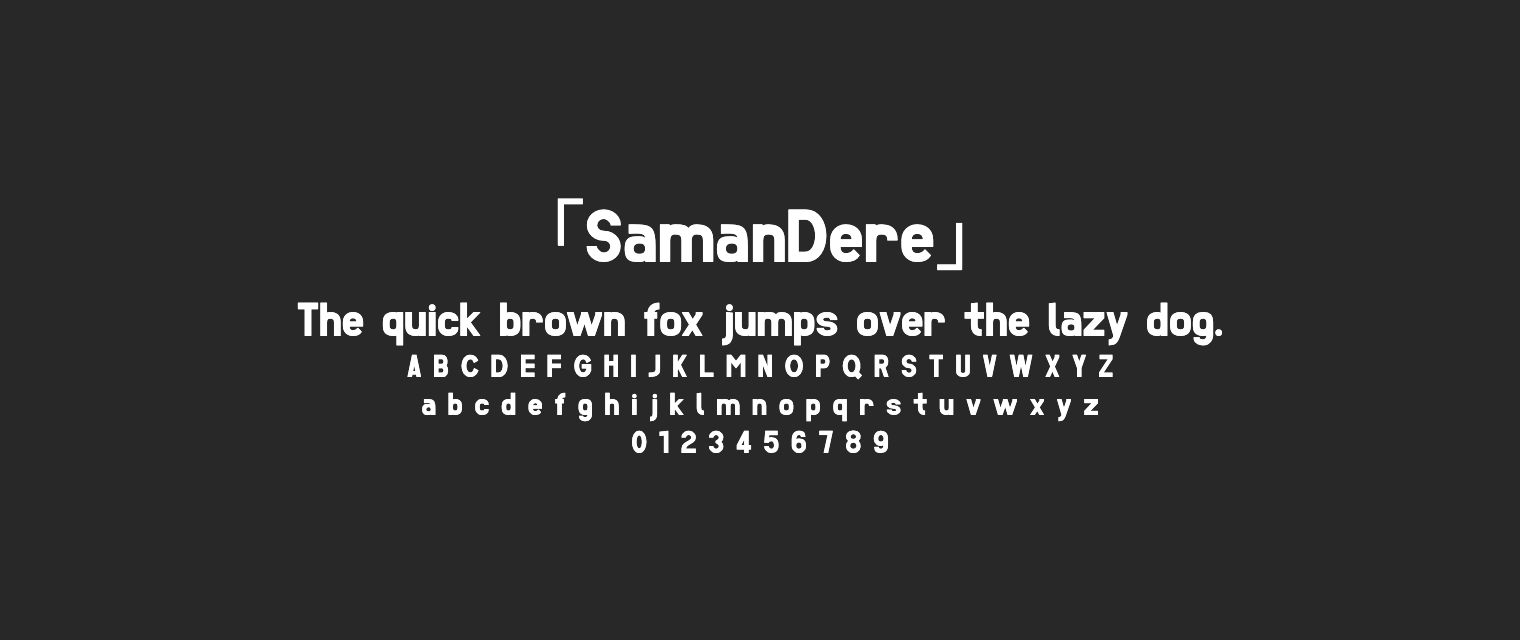 「SamanDere」
The quick brown fox jumps over the lazy dog.
A B C D E F G H I J K L M N O P Q R S T U V W X Y Z
a b c d e f g h i j k l m n o p q r s t u v w x y z
0 1 2 3 4 5 6 7 8 9